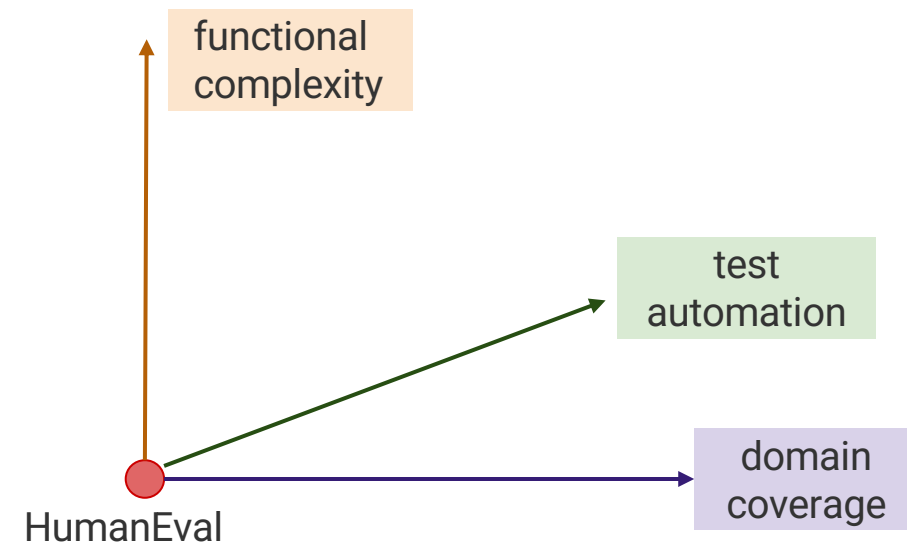 functional
complexity
test
automation
domain
coverage
HumanEval